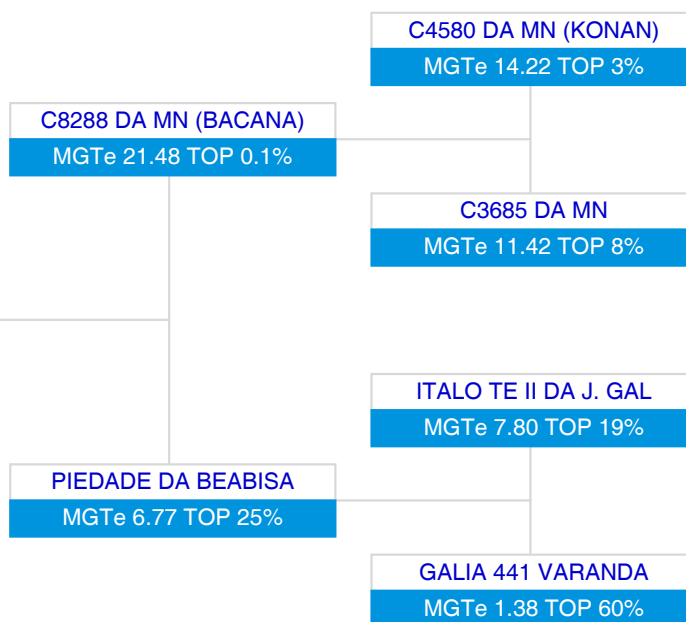 C4580 DA MN (KONAN)
MGTe 14.22 TOP 3%
C8288 DA MN (BACANA)
MGTe 21.48 TOP 0.1%
C3685 DA MN
MGTe 11.42 TOP 8%
ITALO TE II DA J. GAL
MGTe 7.80 TOP 19%
PIEDADE DA BEABISA
MGTe 6.77 TOP 25%
GALIA 441 VARANDA
MGTe 1.38 TOP 60%